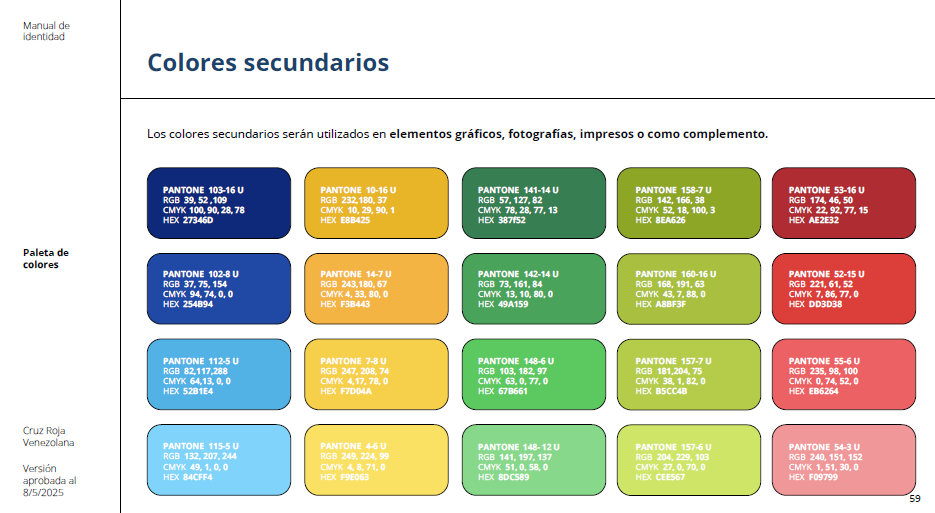 Manual de
identidad
Colores secundarios
Los colores secundarios serán utilizados en elementos gráficos, fotografías, impresos o como complemento.
PANTONE 103-16 U
RGB 39, 52 ,109
CMYK 100, 90, 28, 78
HEX 27346D
PANTONE 10-16 U
RGB 232,180, 37
CMYK 10, 29, 90, 1
HEX E8B425
PANTONE 141-14 U
RGB 57, 127, 82
CMYK 78, 28, 77, 13
HEX 387f52
PANTONE 158-7 U
RGB 142, 166, 38
CMYK 52, 18, 100, 3
HEX 8EA626
PANTONE 53-16 U
RGB 174, 46, 50
CMYK 22, 92, 77, 15
HEX AE2E32
Paleta de
colores
PANTONE 102-8 U
RGB 37, 75, 154
CMYK 94, 74, 0, 0
HEX 254B94
PANTONE 14-7 U
RGB 243,180, 67
CMYK 4, 33, 80, 0
HEX F3B443
PANTONE 142-14 U
RGB 73, 161, 84
CMYK 13, 10, 80, 0
HEX 49A159
PANTONE 160-16 U
RGB 168, 191, 63
CMYK 43, 7, 88, 0
HEX A8BF3F
PANTONE 52-15 U
RGB 221, 61, 52
CMYK 7, 86, 77, 0
HEX DD3D38
PANTONE 112-5 U
RGB 82,117,288
CMYK 64,13, 0, 0
HEX 52B1E4
PANTONE 7-8 U
RGB 247, 208, 74
CMYK 4,17, 78, 0
HEX F7D04A
PANTONE 148-6 U
RGB 103, 182, 97
CMYK 63, 0, 77, 0
HEX 67B661
PANTONE 157-7 U
RGB 181,204, 75
CMYK 38, 1, 82, 0
HEX B5CC4B
PANTONE 55-6 U
RGB 235, 98, 100
CMYK 0, 74, 52, 0
HEX EB6264
PANTONE 115-5 U
RGB 132, 207, 244
CMYK 49, 1, 0, 0
HEX 84CFF4
PANTONE 4-6 U
RGB 249, 224, 99
CMYK 4, 8, 71, 0
HEX F9E063
PANTONE 148- 12 U
RGB 141, 197, 137
CMYK 51, 0, 58, 0
HEX 8DC589
PANTONE 157-6 U
RGB 204, 229, 103
CMYK 27, 0, 70, 0
HEX CEE567
PANTONE 54-3 U
RGB 240, 151, 152
CMYK 1, 51, 30, 0
HEX F09799
Cruz Roja
Venezolana
Versión
aprobada al
8/5/2025
59